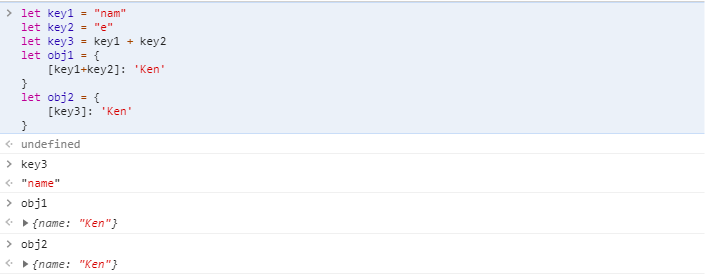 let key1 = "nam"
let key2 = "e"
let key3 = key1 + key2
let obj1 = {
    [key1+key2]: 'Ken'
}
let obj2 = {
    [key3]: 'Ken'
}
undefined
key3
"name"
obj1
{name: "Ken"}
obj2
{name: "Ken"}